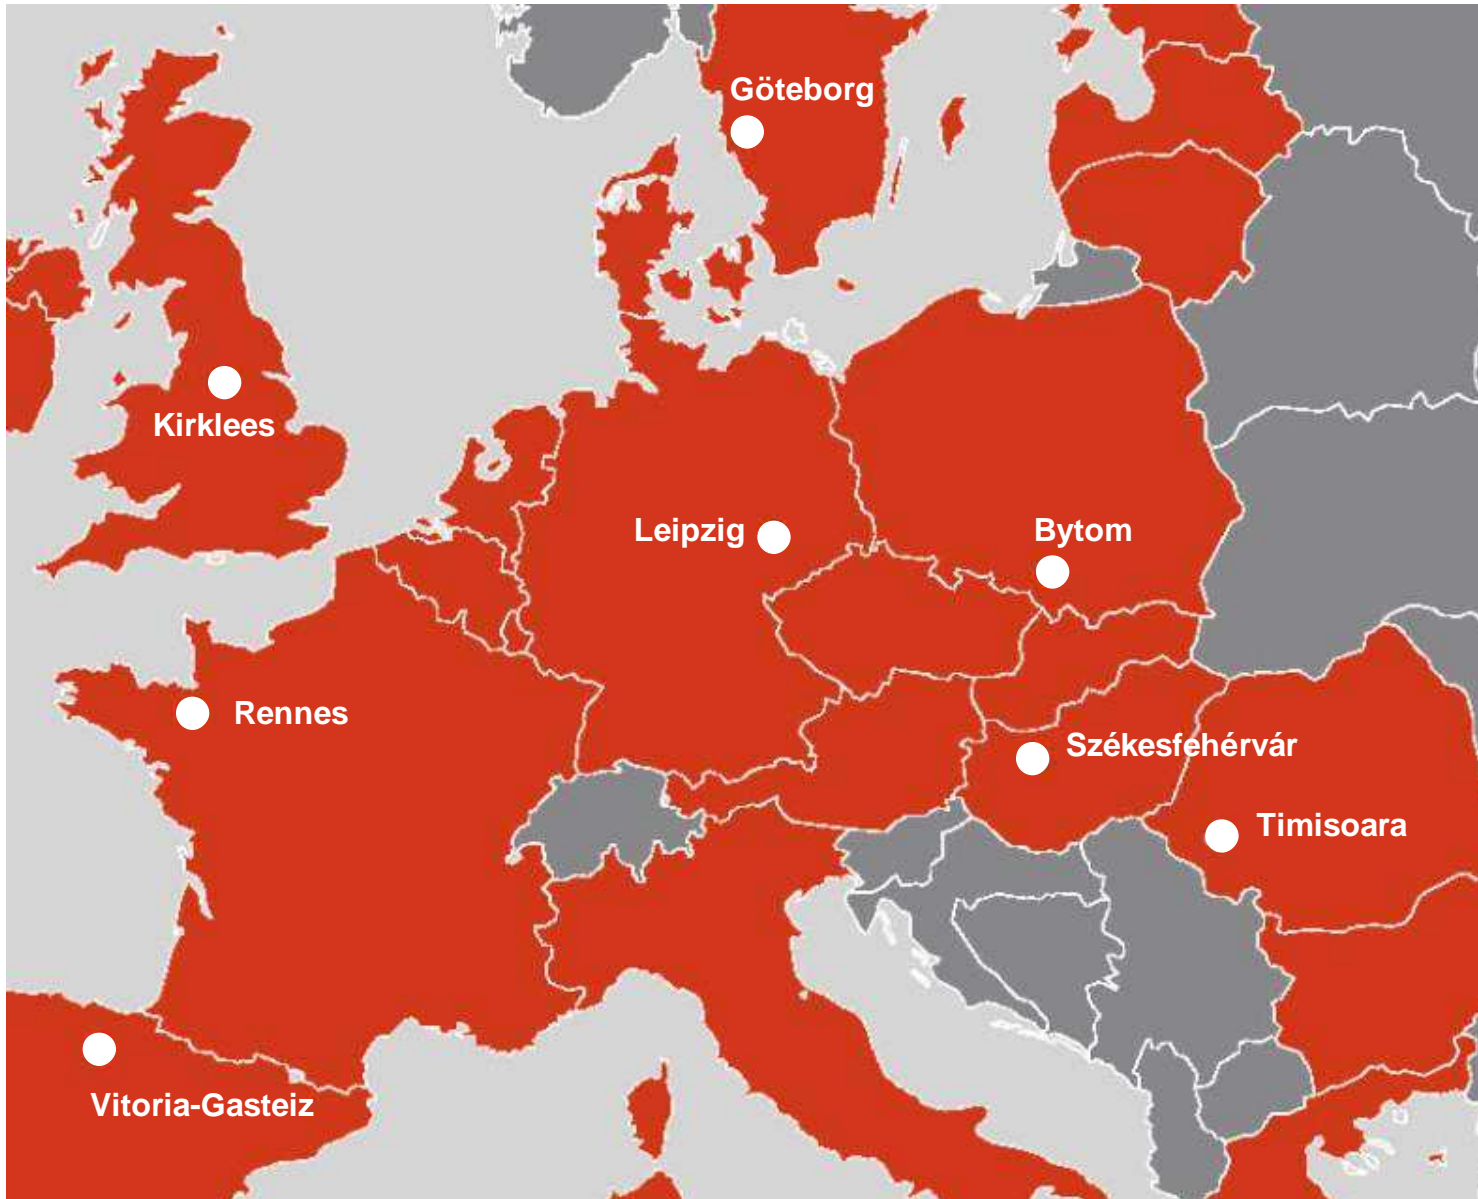 Göteborg
Kirklees
Leipzig
Bytom
Rennes
Székesfehérvár
Timisoara
Vitoria-Gasteiz